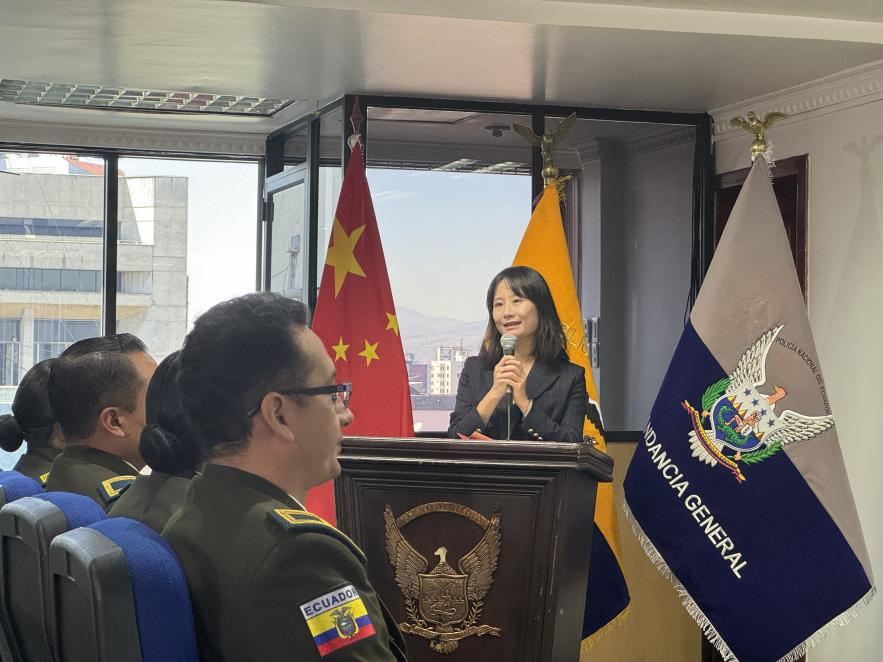 POLICÍA NACIONAL DEL ECUADOR
NDANCIA GENERAL
ECUADOR